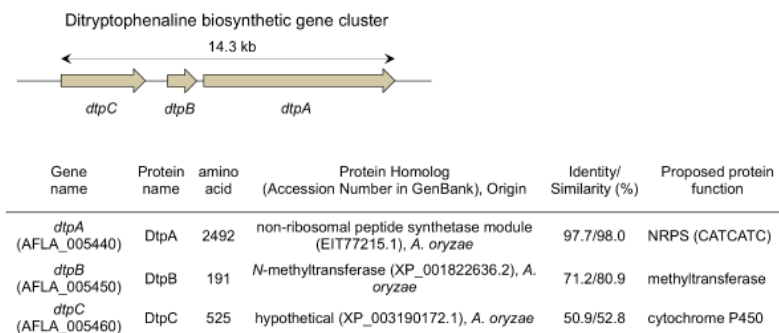 Ditryptophenaline biosynthetic gene cluster
14.3 kb
dtpC dtpB dtpA
Gene name Protein name amino acid Protein Homolog (Accession Number in GenBank), Origin Identity/ Similarity (%) Proposed protein function
dtpA (AFLA_005440) DtpA 2492 non-ribosomal peptide synthetase module (EIT77215.1), A. oryzae 97.7/98.0 NRPS (CATCATC)
dtpB (AFLA_005450) DtpB 191 N-methyltransferase (XP_001822636.2), A. oryzae 71.2/80.9 methyltransferase
dtpC (AFLA_005460) DtpC 525 hypothetical (XP_003190172.1), A. oryzae 50.9/52.8 cytochrome P450